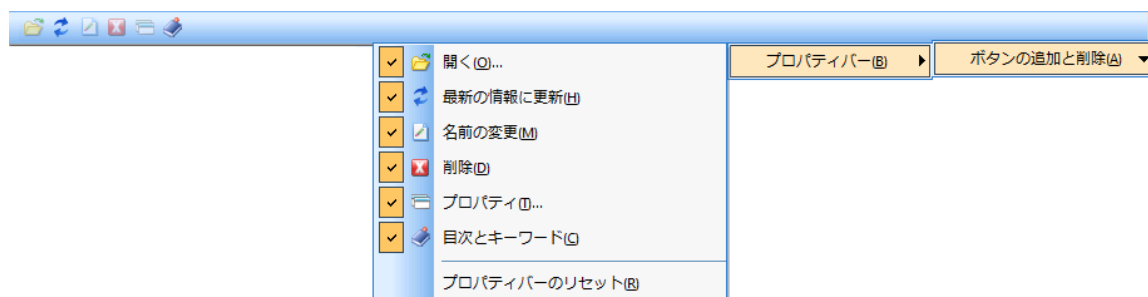 開く(O)...
最新の情報に更新(H)
名前の変更(M)
削除(D)
プロパティ(T)...
目次とキーワード(C)
プロパティバーのリセット(R)
プロパティバー(B)
ボタンの追加と削除(A)